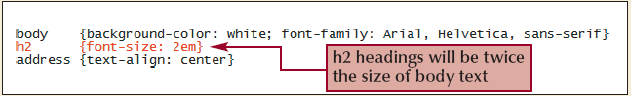 body    {background-color: white; font-family: Arial, Helvetica, sans-serif}
h2      {font-size: 2em}
address {text-align: center}
h2 headings will be twice
the size of body text